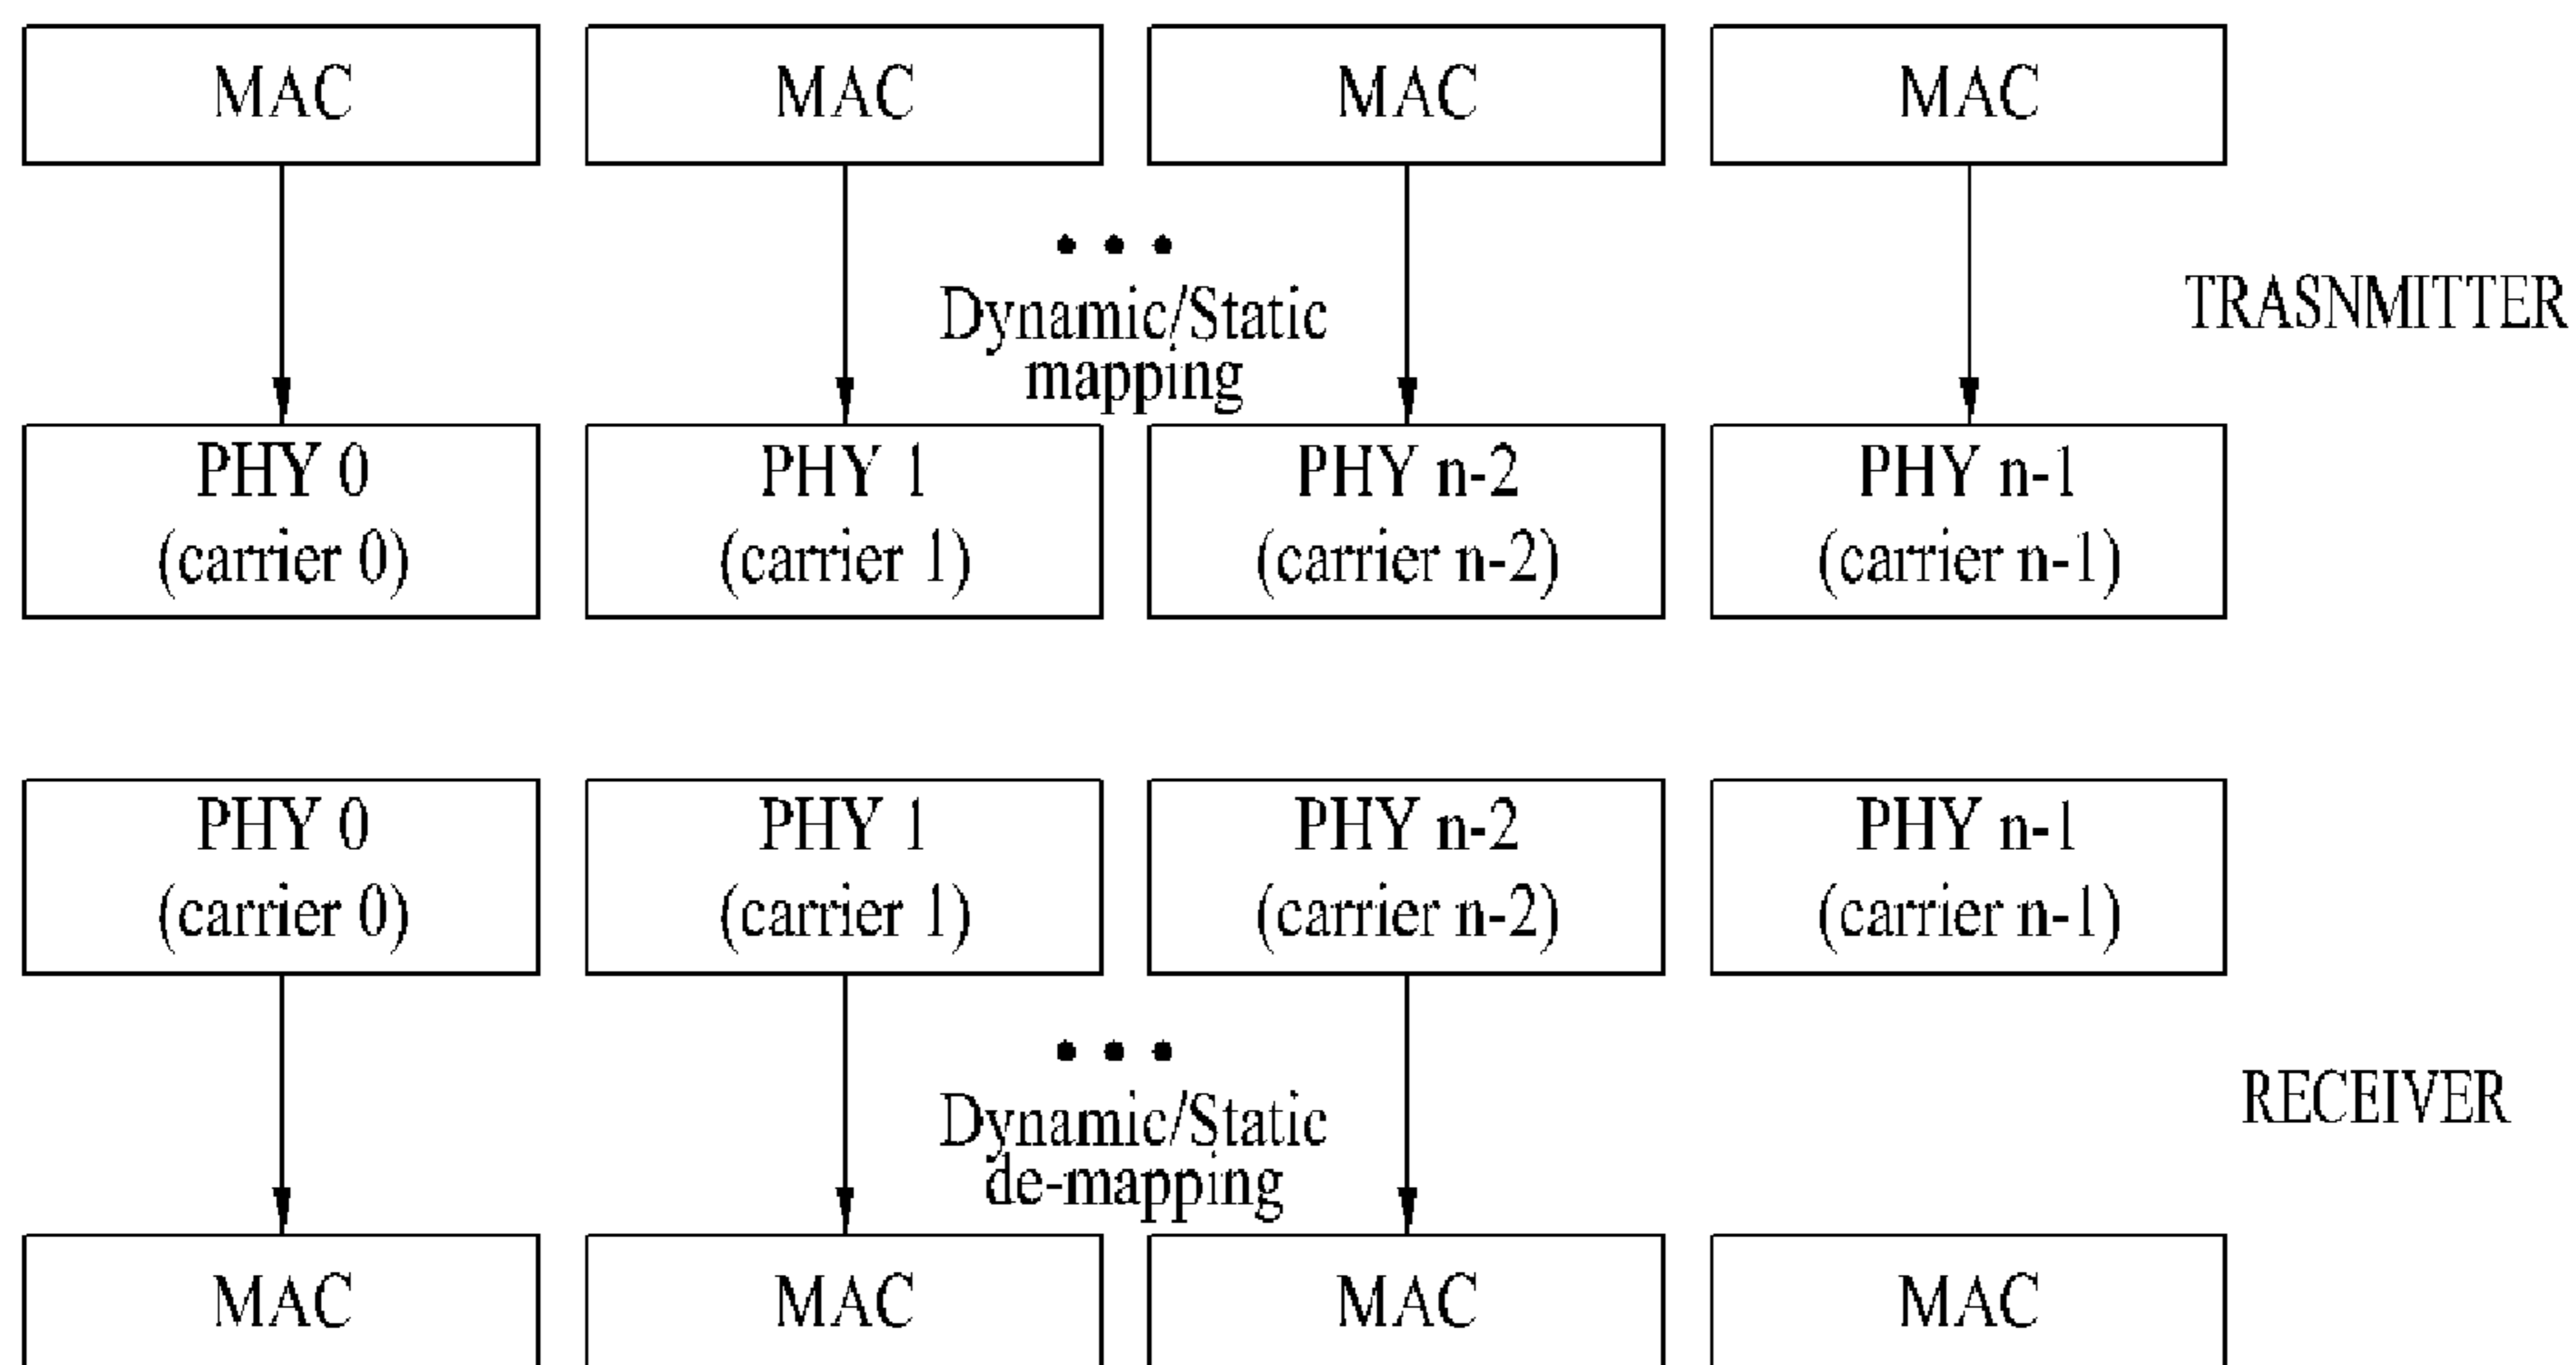 MAC MAC MAC MAC
Dynamic/Static
mapping
TRASNMITTER
PHY 0 PHY 1 PHY n-2 PHY n-1
(carrier 0) (carrier 1) (carrier n-2) (carrier n-1)
PHY 0 PHY 1 PHY n-2 PHY n-1
(carrier 0) (carrier 1) (carrier n-2) (carrier n-1)
Dynamic/Static
de-mapping
RECEIVER
MAC MAC MAC MAC